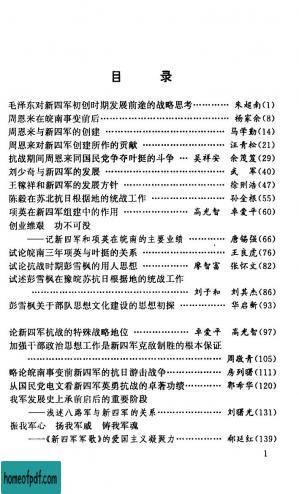 目 录
毛泽东对新四军初创时期发展前途的战略思考………… 朱超南(1)
周恩来在皖南事变前后………………………… 杨家余(8)
周恩来与新四军的创建………………………… 马学勤(14)
周恩来对新四军创建所作的贡献……………… 汪青松(21)
抗战期间周恩来同国民党争夺叶挺的斗争 … 吴祥安 余茂笈(29)
刘少奇与新四军的发展………………………… 武 军(40)
王稼祥和新四军的发展方针…………………… 徐则浩(47)
陈毅在苏北抗日根据地的统战工作…………… 孙金根(55)
项英在新四军组建中的作用………… 高光智 卓爱平(60)
创业维艰 功不可没
——记新四军和项英在皖南的主要业绩……… 唐锡强(66)
试论皖南三年项英与叶挺的关系……………… 王良虎(76)
试论抗战时期彭雪枫的用人思想……… 廖智富 张怀文(82)
试述彭雪枫在豫皖苏抗日根据地的统战工作
………………………… 刘子和 刘其杰(86)
彭雪枫关于部队思想文化建设的思想初探……… 华启新(93)
论新四军抗战的特殊战略地位……… 卓爱平 高光智(97)
加强干部政治思想工作是新四军克敌制胜的根本保证
………………………… 周敬青(105)
略论皖南事变前新四军的抗日游击战争……… 房列曙(111)
从国民党电文看新四军英勇抗战的卓著功绩…… 郭秀华(120)
我军发展史上承前启后的重要阶段
——浅述八路军与新四军的关系……… 刘曙光(131)
振我军心 扬我军威 铸我军魂
——《新四军军歌》的爱国主义凝聚力…… 郝延红(139)
1
homeofpdf.com
homeofpdf.com